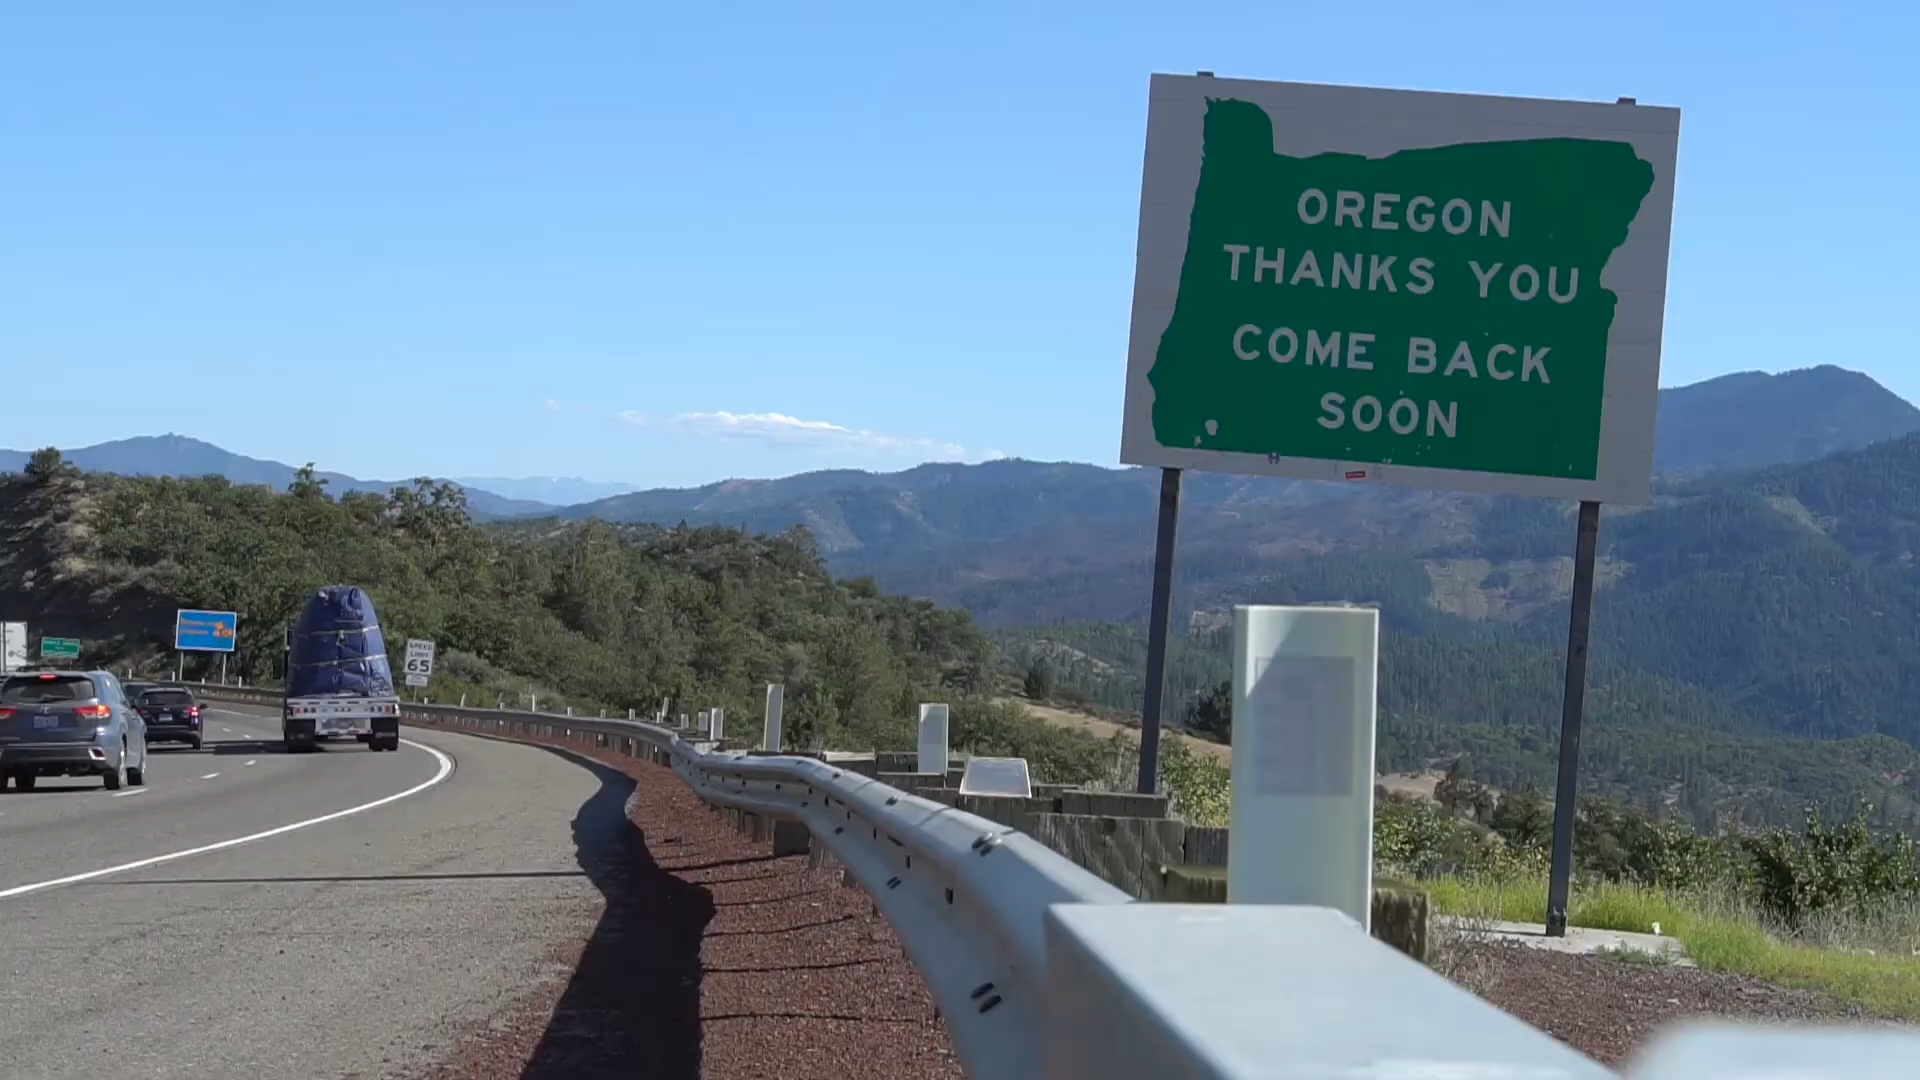 OREGON
THANKS YOU
COME BACK
SOON
SPEED
LIMIT
65